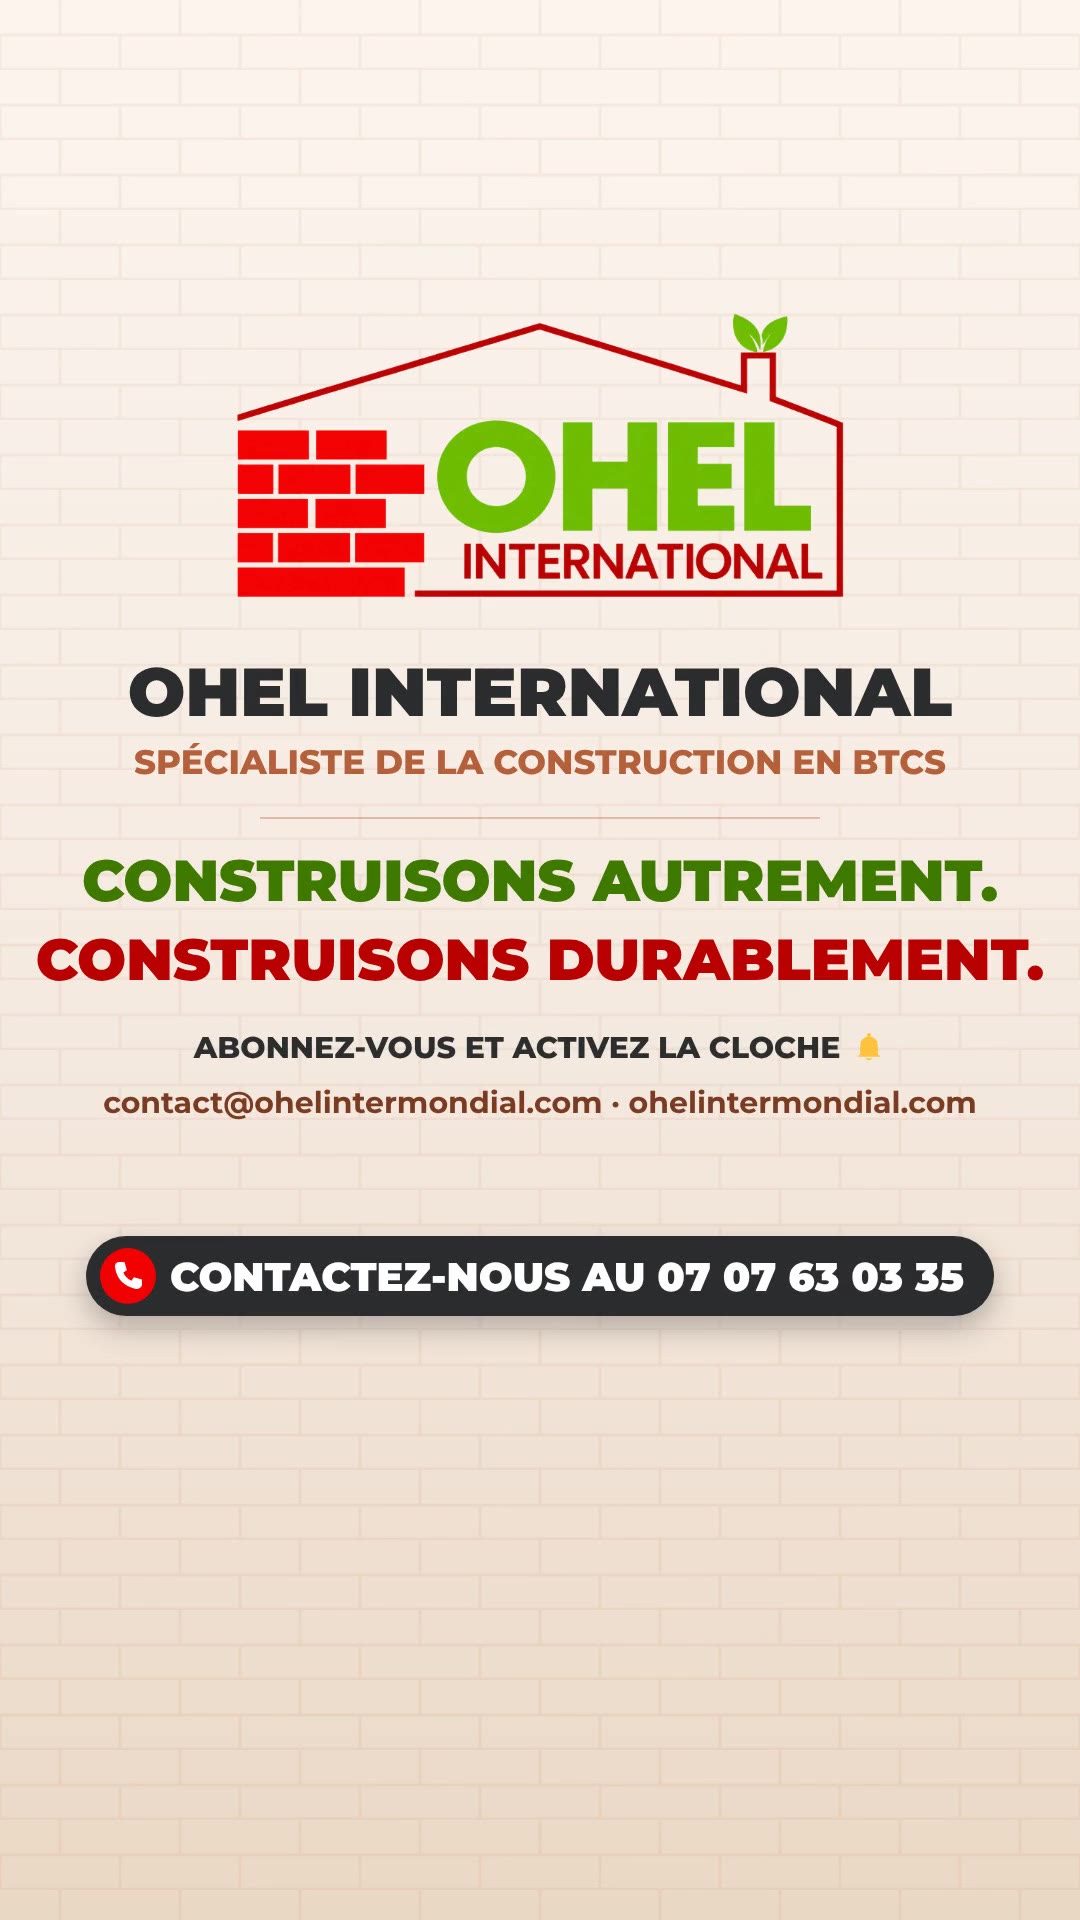 OHEL
INTERNATIONAL
OHEL INTERNATIONAL
SPÉCIALISTE DE LA CONSTRUCTION EN BTCS
CONSTRUISONS AUTREMENT.
CONSTRUISONS DURABLEMENT.
ABONNEZ-VOUS ET ACTIVEZ LA CLOCHE 🔔
contact@ohelintermondial.com · ohelintermondial.com
CONTACTEZ-NOUS AU 07 07 63 03 35